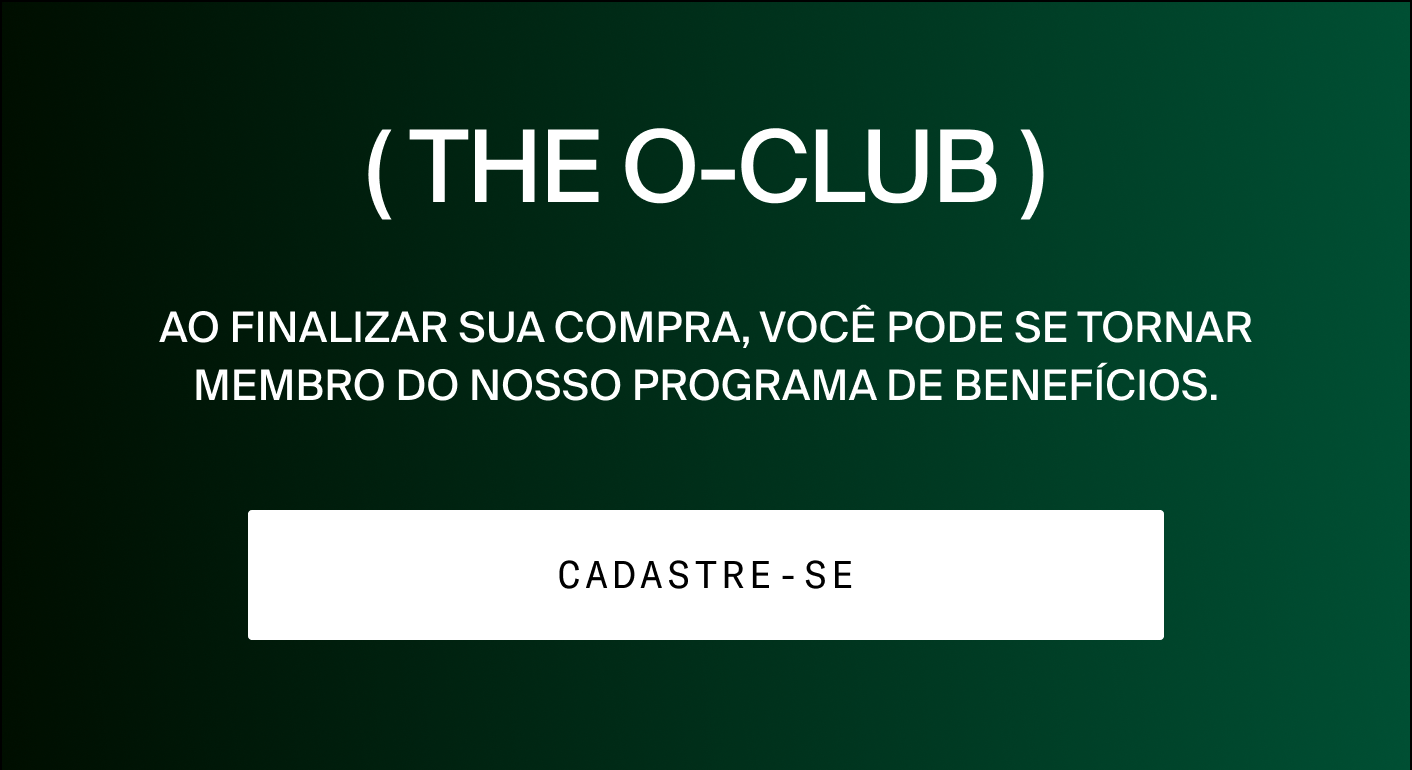 ( THE O-CLUB )
AO FINALIZAR SUA COMPRA, VOCÊ PODE SE TORNAR
MEMBRO DO NOSSO PROGRAMA DE BENEFÍCIOS.
CADASTRE-SE